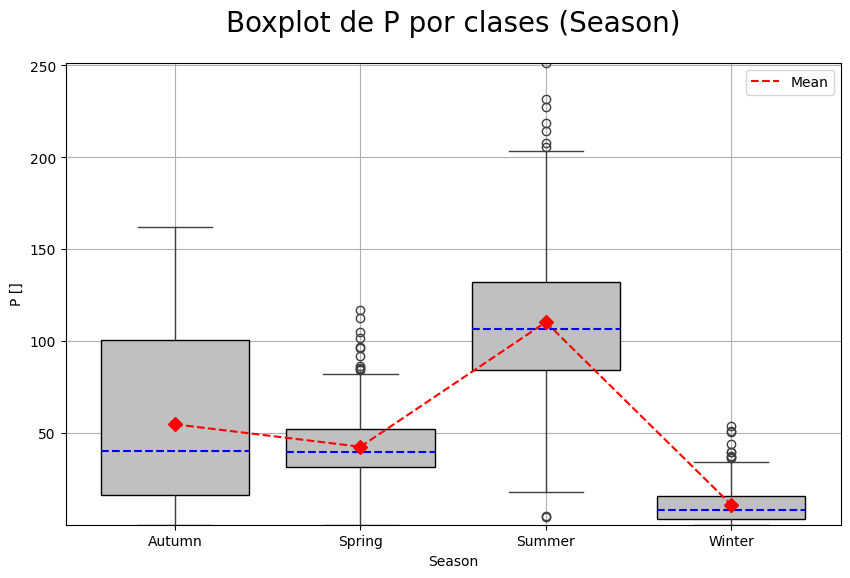 Boxplot de P por clases (Season)
Mean
250
200
150
100
50
P []
Autumn
Spring
Summer
Winter
Season